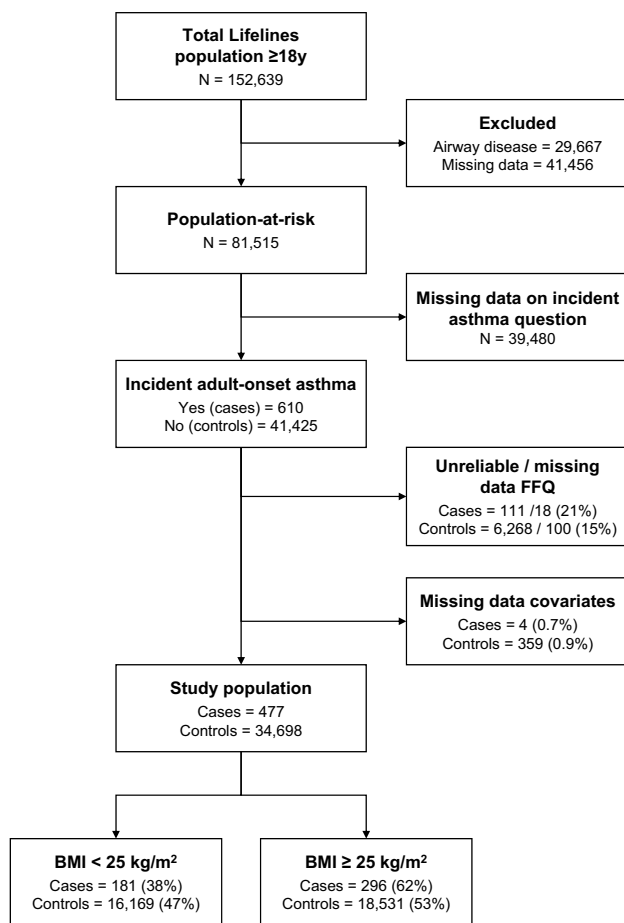 Total Lifelines
population ≥18y
N = 152,639
Excluded
Airway disease = 29,667
Missing data = 41,456
Population-at-risk
N = 81,515
Missing data on incident
asthma question
N = 39,480
Incident adult-onset asthma
Yes (cases) = 610
No (controls) = 41,425
Unreliable / missing
data FFQ
Cases = 111 /18 (21%)
Controls = 6,268 / 100 (15%)
Missing data covariates
Cases = 4 (0.7%)
Controls = 359 (0.9%)
Study population
Cases = 477
Controls = 34,698
BMI < 25 kg/m²
Cases = 181 (38%)
Controls = 16,169 (47%)
BMI ≥ 25 kg/m²
Cases = 296 (62%)
Controls = 18,531 (53%)